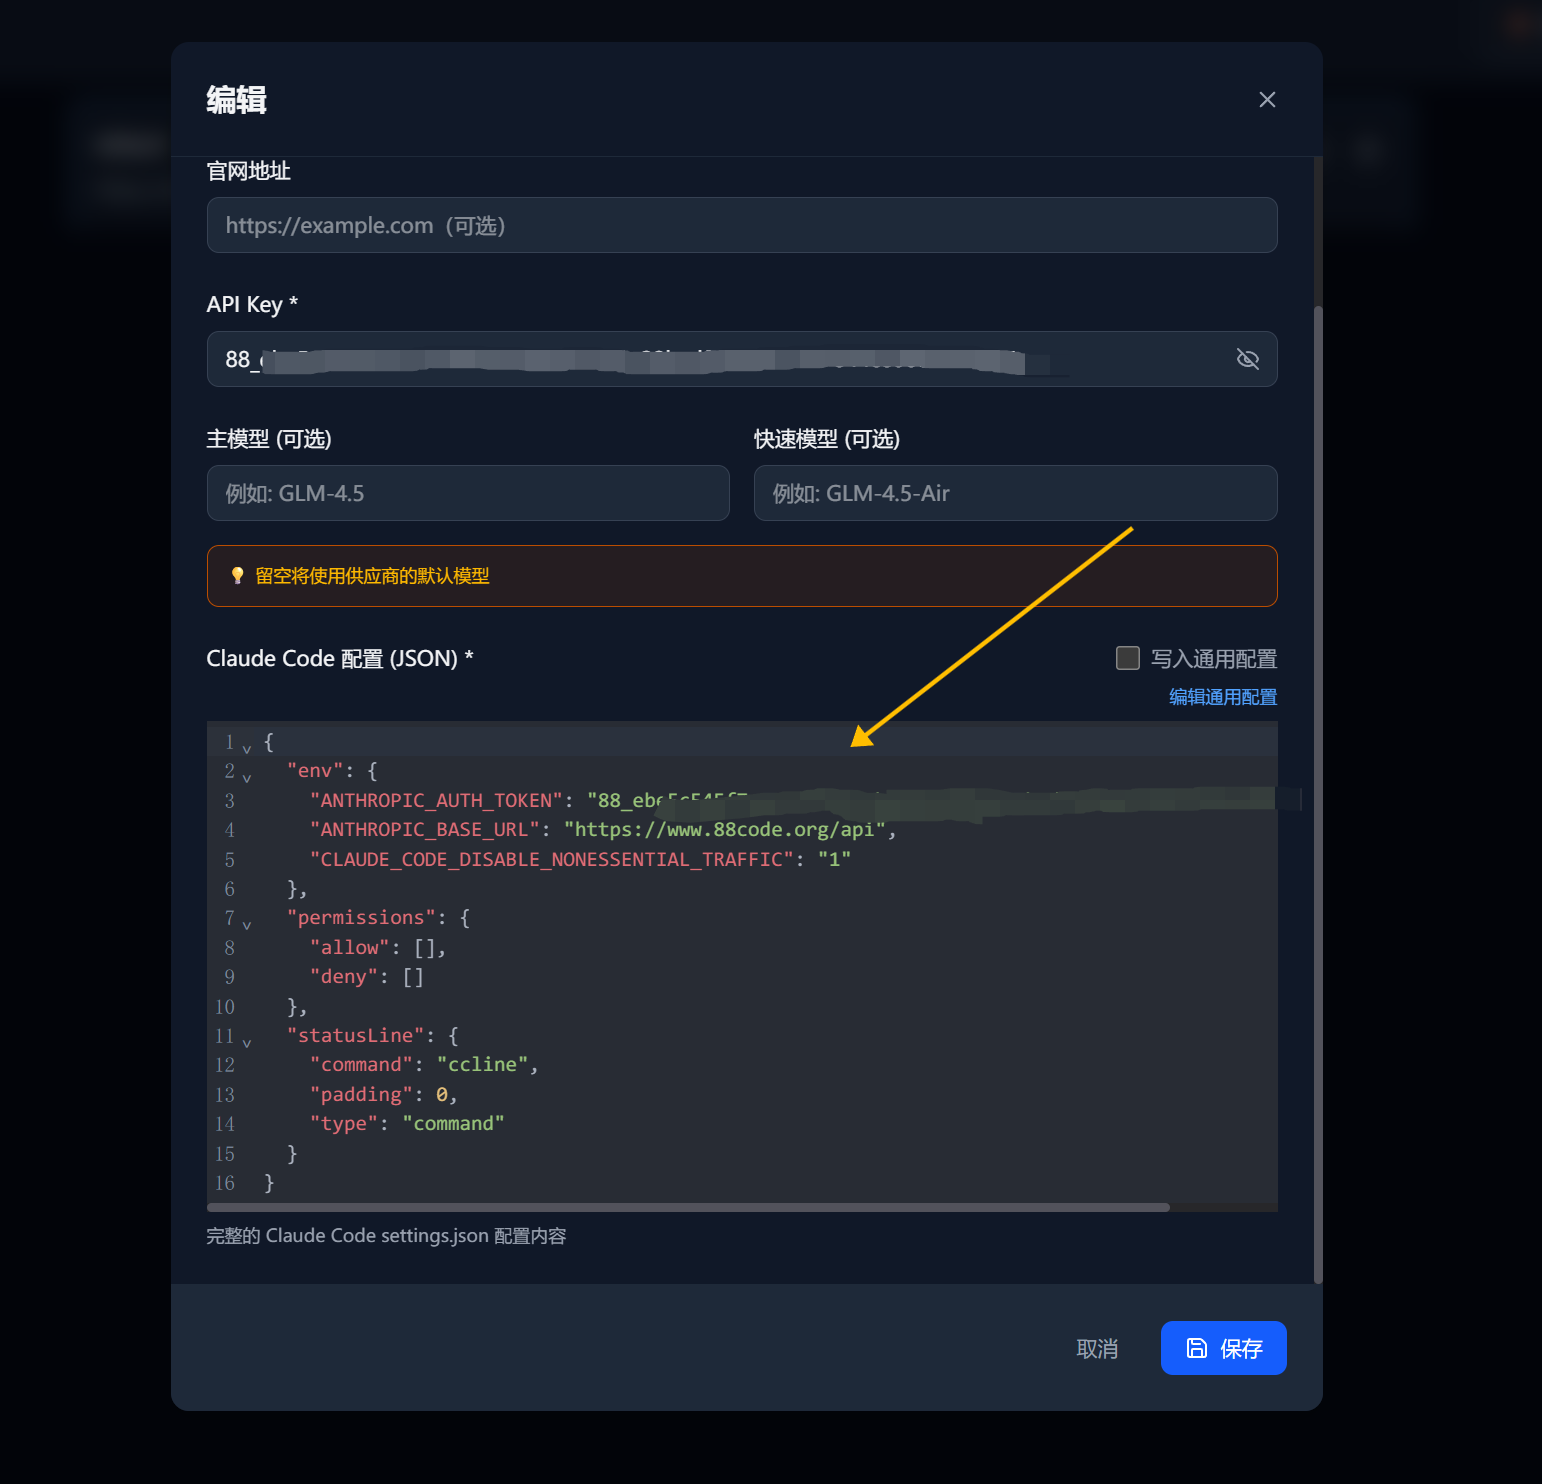 编辑
官网地址
https://example.com（可选）
API Key *
88_
主模型 (可选)
快速模型 (可选)
例如: GLM-4.5
例如: GLM-4.5-Air
💡 留空将使用供应商的默认模型
Claude Code 配置 (JSON) *
写入通用配置
编辑通用配置
1 {
2 "env": {
3 "ANTHROPIC_AUTH_TOKEN": "88_
4 "ANTHROPIC_BASE_URL": "https://www.88code.org/api",
5 "CLAUDE_CODE_DISABLE_NONESSENTIAL_TRAFFIC": "1"
6 },
7 "permissions": {
8 "allow": [],
9 "deny": []
10 },
11 "statusLine": {
12 "command": "ccline",
13 "padding": 0,
14 "type": "command"
15 }
16 }
完整的 Claude Code settings.json 配置内容
取消
保存